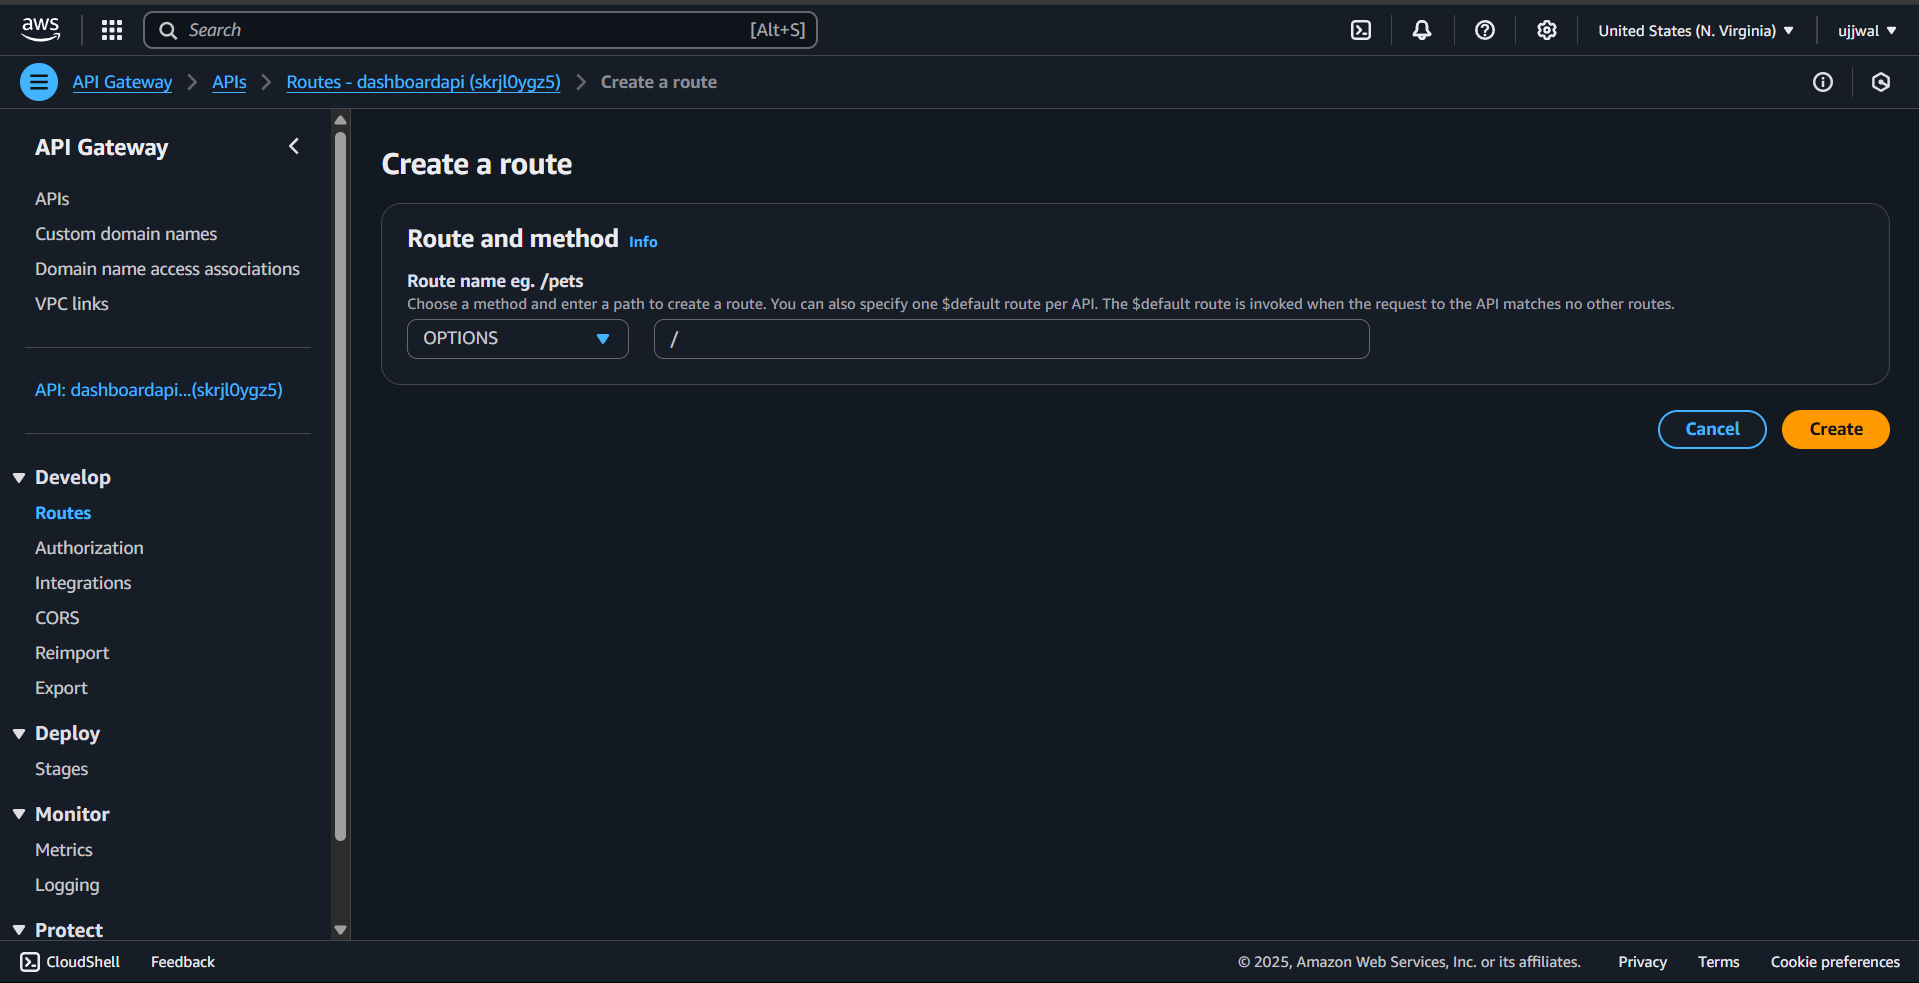 aws
Search [Alt+S]
United States (N. Virginia)
ujjwal
API Gateway
APIs
Routes - dashboardapi (skrjl0ygz5)
Create a route
API Gateway
APIs
Custom domain names
Domain name access associations
VPC links
API: dashboardapi...(skrjl0ygz5)
Develop
Routes
Authorization
Integrations
CORS
Reimport
Export
Deploy
Stages
Monitor
Metrics
Logging
Protect
Create a route
Route and method Info
Route name eg. /pets
Choose a method and enter a path to create a route. You can also specify one $default route per API. The $default route is invoked when the request to the API matches no other routes.
OPTIONS
/
Cancel
Create
CloudShell
Feedback
© 2025, Amazon Web Services, Inc. or its affiliates.
Privacy
Terms
Cookie preferences